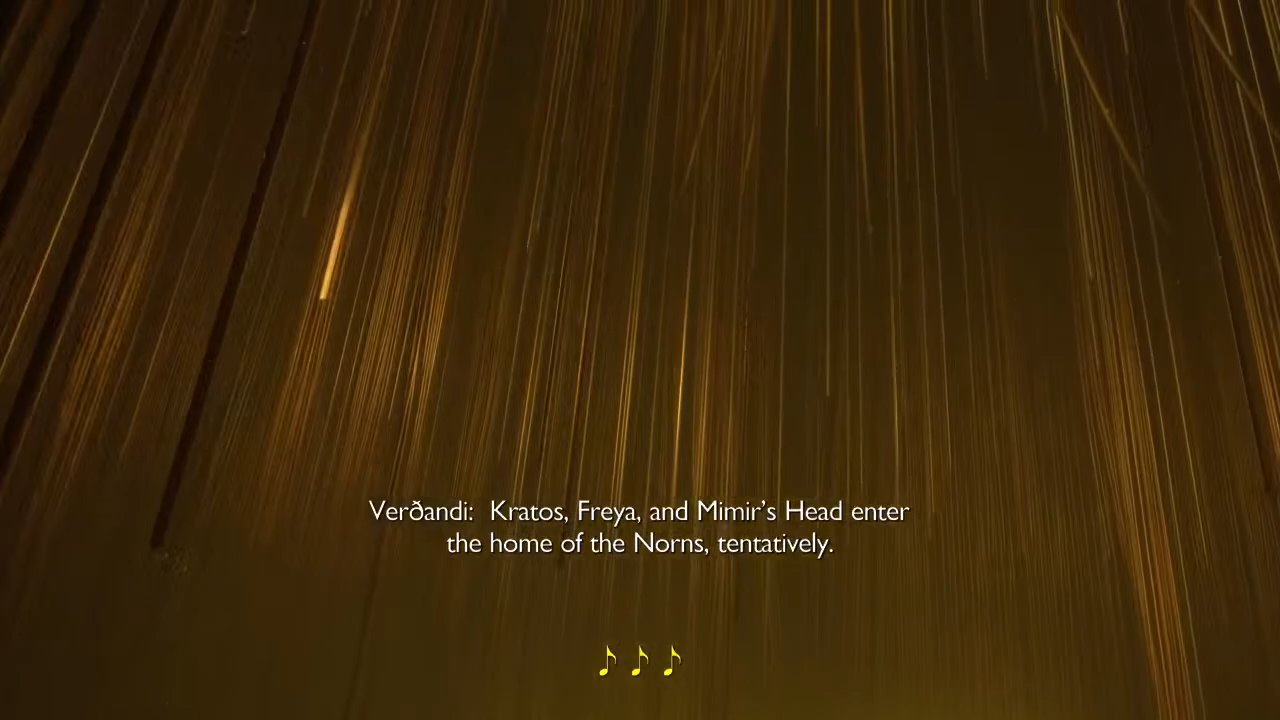 Verðandi:  Kratos, Freya, and Mimir’s Head enter
the home of the Norns, tentatively.
♪ ♪ ♪